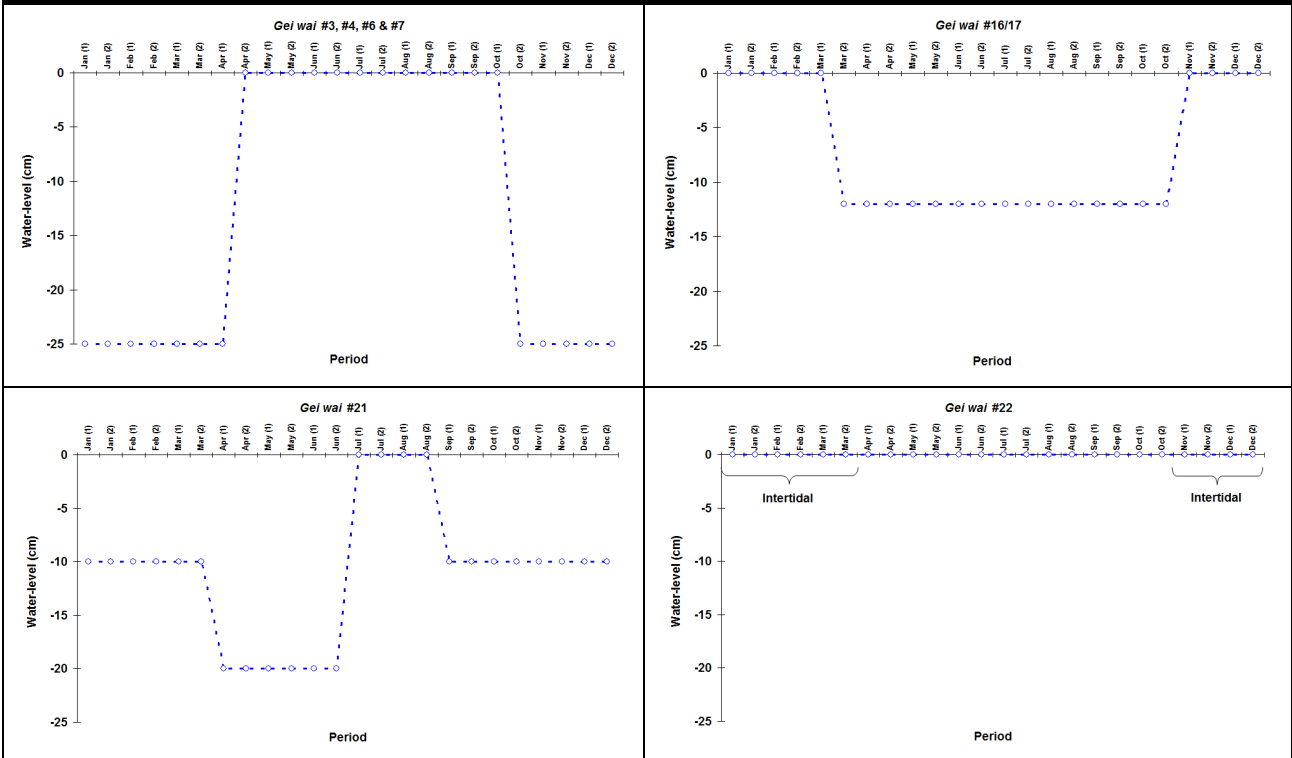 Gei wai #3, #4, #6 & #7
Jan (1) Jan (2) Feb (1) Feb (2) Mar (1) Mar (2) Apr (1) Apr (2) May (1) May (2) Jun (1) Jun (2) Jul (1) Jul (2) Aug (1) Aug (2) Sep (1) Sep (2) Oct (1) Oct (2) Nov (1) Nov (2) Dec (1) Dec (2)
0
-5
-10
-15
-20
-25
Water-level (cm)
Period
Gei wai #16/17
Jan (1) Jan (2) Feb (1) Feb (2) Mar (1) Mar (2) Apr (1) Apr (2) May (1) May (2) Jun (1) Jun (2) Jul (1) Jul (2) Aug (1) Aug (2) Sep (1) Sep (2) Oct (1) Oct (2) Nov (1) Nov (2) Dec (1) Dec (2)
0
-5
-10
-15
-20
-25
Water-level (cm)
Period
Gei wai #21
Jan (1) Jan (2) Feb (1) Feb (2) Mar (1) Mar (2) Apr (1) Apr (2) May (1) May (2) Jun (1) Jun (2) Jul (1) Jul (2) Aug (1) Aug (2) Sep (1) Sep (2) Oct (1) Oct (2) Nov (1) Nov (2) Dec (1) Dec (2)
0
-5
-10
-15
-20
-25
Water-level (cm)
Period
Gei wai #22
Jan (1) Jan (2) Feb (1) Feb (2) Mar (1) Mar (2) Apr (1) Apr (2) May (1) May (2) Jun (1) Jun (2) Jul (1) Jul (2) Aug (1) Aug (2) Sep (1) Sep (2) Oct (1) Oct (2) Nov (1) Nov (2) Dec (1) Dec (2)
0
Intertidal
Intertidal
-5
-10
-15
-20
-25
Water-level (cm)
Period